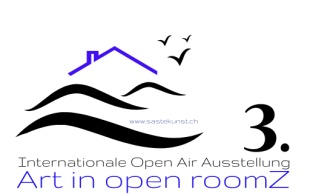 www.sastekunst.ch
3.
Internationale Open Air Ausstellung
Art in open roomZ